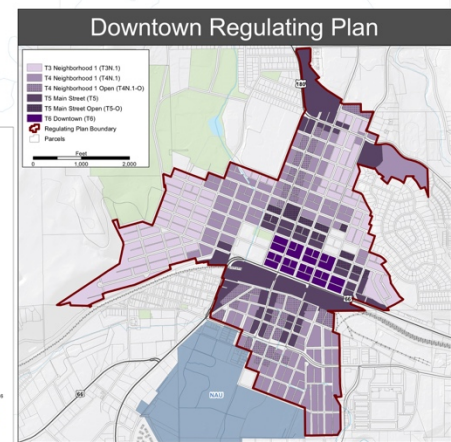 Downtown Regulating Plan
T3 Neighborhood 1 (T3N.1)
T4 Neighborhood 1 (T4N.1)
T4 Neighborhood 1 Open (T4N.1-O)
T5 Main Street (T5)
T5 Main Street Open (T5-O)
T6 Downtown (T6)
Regulating Plan Boundary
Parcels
Feet
0 1,000 2,000
180
66
66
NAU